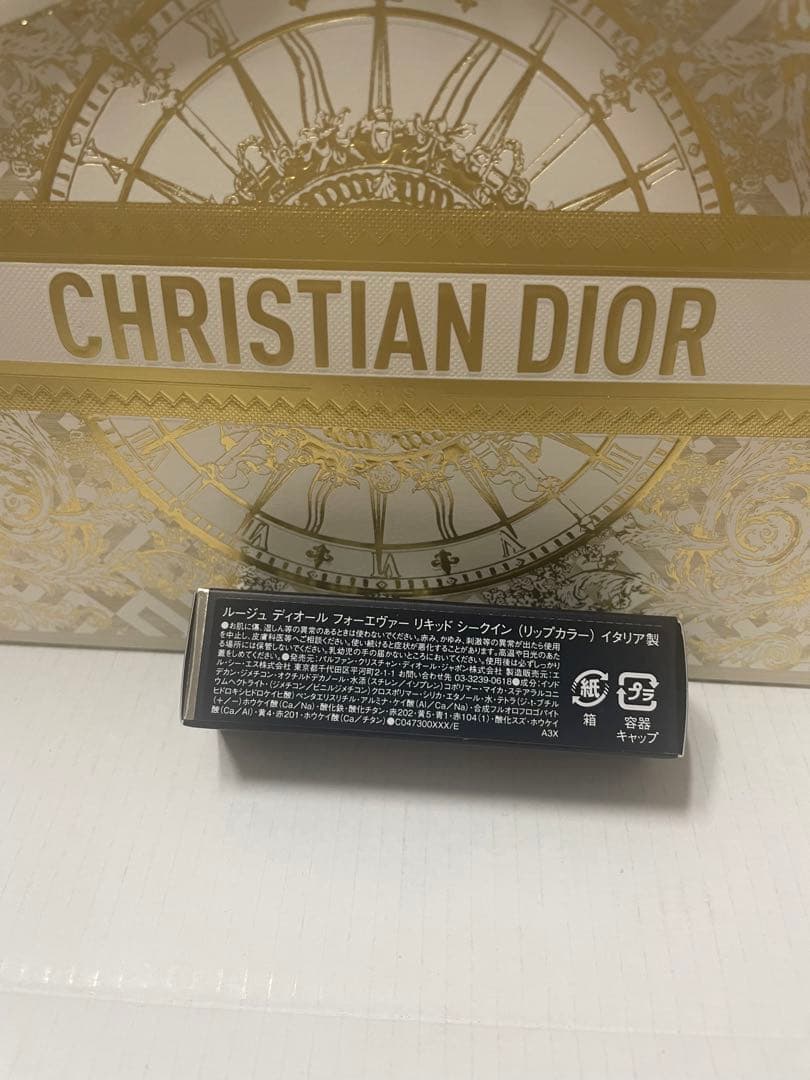 CHRISTIAN DIOR
PARIS
ルージュ ディオール フォーエヴァー リキッド シークイン (リップカラー) イタリア製
●お肌に傷、湿しん等の異常のあるときは使わないでください。赤み、かゆみ、刺激等の異常が出たら使用
を中止し、皮膚科医等へご相談ください。使い続けると症状が悪化することがあります。高温や日光のあた
る場所には保管しないでください。乳幼児の手の届かないところにおいてください。使用後は必ずしっかり
蓋をしめてください。●発売元:パルファン・クリスチャン・ディオール・ジャポン株式会社 製造販売元:エ
ル・シー・エス株式会社 東京都千代田区平河町2-1-1 お問い合わせ先 03-3239-0618●成分:イソド
デカン・ジメチコン・オクチルドデカノール・水添(スチレン/イソプレン)コポリマー・マイカ・ステアラルコニ
ウムヘクトライト・(ジメチコン/ビニルジメチコン)クロスポリマー・シリカ・エタノール・水・テトラ(ジ-t-ブチル
ヒドロキシヒドロケイヒ酸)ペンタエリスリチル・アルミナ・ケイ酸(Al/Ca/Na)・合成フルオロフロゴパイト
(+/-)ホウケイ酸(Ca/Na)・酸化鉄・酸化チタン・赤202・黄5・青1・赤104(1)・酸化スズ・ホウケイ
酸(Ca/Al)・黄4・赤201・ホウケイ酸(Ca/チタン)●C047300XXX/E
A3X
紙
箱
プラ
容器
キャップ